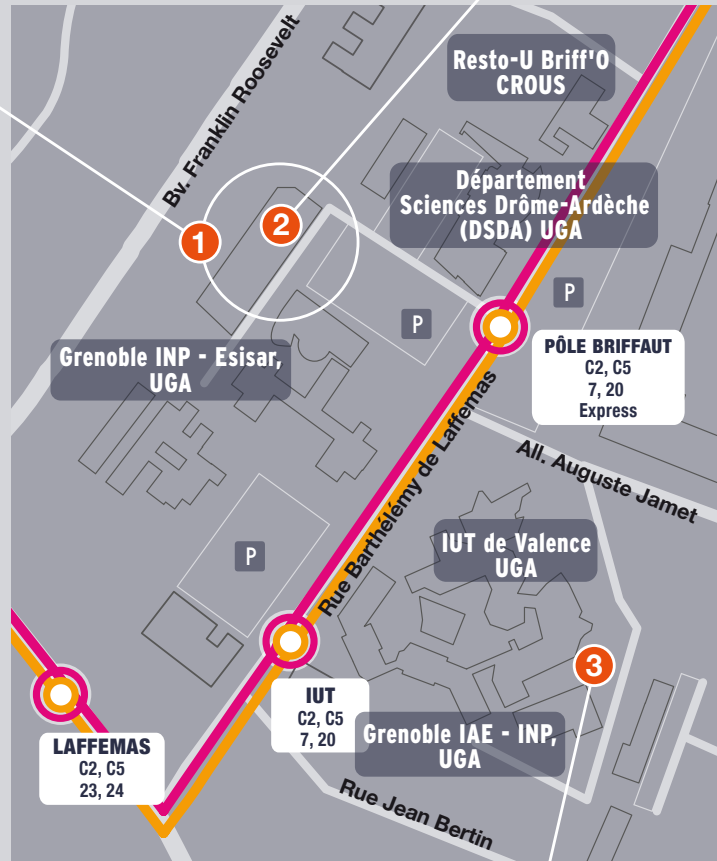 Bv. Franklin Roosevelt
Resto-U Briff'O
CROUS
Département
Sciences Drôme-Ardèche
(DSDA) UGA
2
1
P
P
PÔLE BRIFFAUT
C2, C5
7, 20
Express
Grenoble INP - Esisar,
UGA
Rue Barthélémy de Laffemas
All. Auguste Jamet
IUT de Valence
UGA
P
3
IUT
C2, C5
7, 20
Grenoble IAE - INP,
UGA
LAFFEMAS
C2, C5
23, 24
Rue Jean Bertin